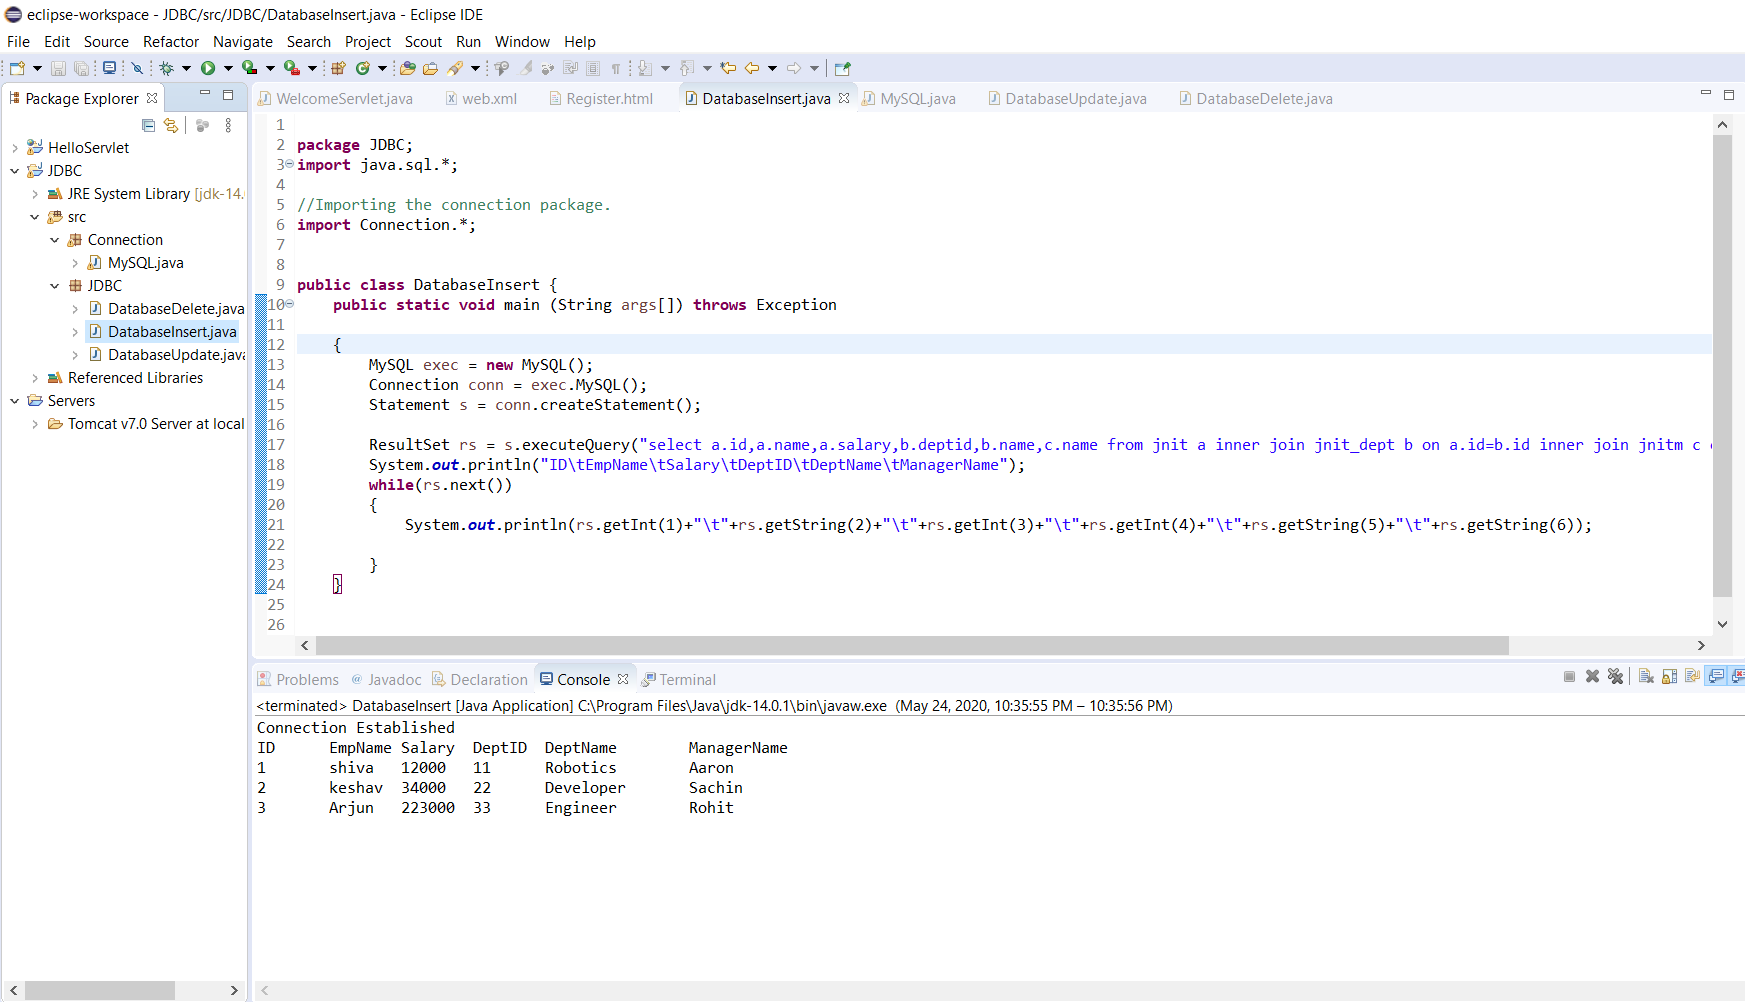 eclipse-workspace - JDBC/src/JDBC/DatabaseInsert.java - Eclipse IDE
File Edit Source Refactor Navigate Search Project Scout Run Window Help
Package Explorer
HelloServlet
JDBC
JRE System Library [jdk-14.
src
Connection
MySQL.java
JDBC
DatabaseDelete.java
DatabaseInsert.java
DatabaseUpdate.java
Referenced Libraries
Servers
Tomcat v7.0 Server at local
WelcomeServlet.java web.xml Register.html DatabaseInsert.java MySQL.java DatabaseUpdate.java DatabaseDelete.java
1
2 package JDBC;
3 import java.sql.*;
4
5 //Importing the connection package.
6 import Connection.*;
7
8
9 public class DatabaseInsert {
10 public static void main (String args[]) throws Exception
11
12 {
13 MySQL exec = new MySQL();
14 Connection conn = exec.MySQL();
15 Statement s = conn.createStatement();
16
17 ResultSet rs = s.executeQuery("select a.id,a.name,a.salary,b.deptid,b.name,c.name from jnit a inner join jnit_dept b on a.id=b.id inner join jnitm c
18 System.out.println("ID\tEmpName\tSalary\tDeptID\tDeptName\tManagerName");
19 while(rs.next())
20 {
21 System.out.println(rs.getInt(1)+"\t"+rs.getString(2)+"\t"+rs.getInt(3)+"\t"+rs.getInt(4)+"\t"+rs.getString(5)+"\t"+rs.getString(6));
22
23 }
24 }
25
26
Problems Javadoc Declaration Console Terminal
<terminated> DatabaseInsert [Java Application] C:\Program Files\Java\jdk-14.0.1\bin\javaw.exe (May 24, 2020, 10:35:55 PM – 10:35:56 PM)
Connection Established
ID EmpName Salary DeptID DeptName ManagerName
1 shiva 12000 11 Robotics Aaron
2 keshav 34000 22 Developer Sachin
3 Arjun 223000 33 Engineer Rohit